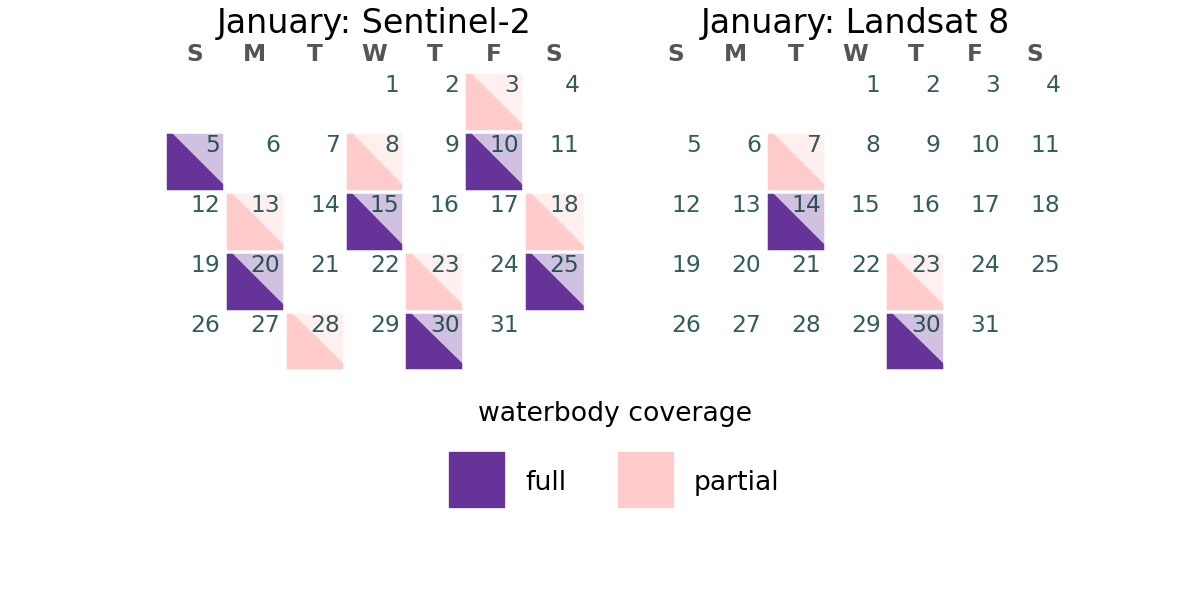 January: Sentinel-2
S M T W T F S
1 2 3 4
5 6 7 8 9 10 11
12 13 14 15 16 17 18
19 20 21 22 23 24 25
26 27 28 29 30 31
January: Landsat 8
S M T W T F S
1 2 3 4
5 6 7 8 9 10 11
12 13 14 15 16 17 18
19 20 21 22 23 24 25
26 27 28 29 30 31
waterbody coverage
full partial